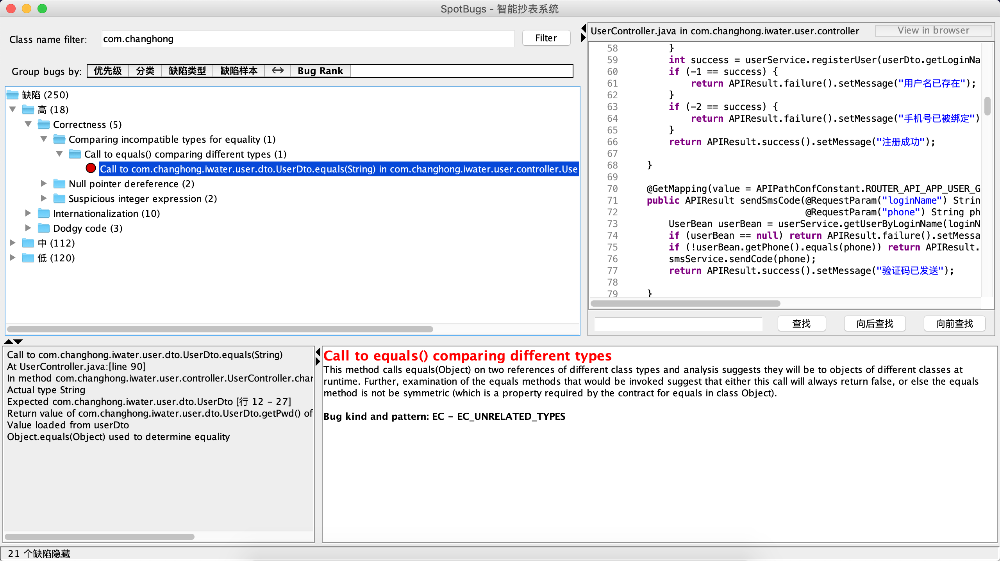 SpotBugs - 智能抄表系统
Class name filter: com.changhong Filter
Group bugs by: 优先级 分类 缺陷类型 缺陷样本 <-> Bug Rank
缺陷 (250)
高 (18)
Correctness (5)
Comparing incompatible types for equality (1)
Call to equals() comparing different types (1)
Call to com.changhong.iwater.user.dto.UserDto.equals(String) in com.changhong.iwater.user.controller.Use
Null pointer dereference (2)
Suspicious integer expression (2)
Internationalization (10)
Dodgy code (3)
中 (112)
低 (120)
UserController.java in com.changhong.iwater.user.controller View in browser
58 }
59 int success = userService.registerUser(userDto.getLoginNa
60 if (-1 == success) {
61 return APIResult.failure().setMessage("用户名已存在");
62 }
63 if (-2 == success) {
64 return APIResult.failure().setMessage("手机号已被绑定")
65 }
66 return APIResult.success().setMessage("注册成功");
67
68 }
69
70 @GetMapping(value = APIPathConfConstant.ROUTER_API_APP_USER_G
71 public APIResult sendSmsCode(@RequestParam("loginName") Strin
72 @RequestParam("phone") String ph
73 UserBean userBean = userService.getUserByLoginName(loginN
74 if (userBean == null) return APIResult.failure().setMessa
75 if (!userBean.getPhone().equals(phone)) return APIResult.
76 smsService.sendCode(phone);
77 return APIResult.success().setMessage("验证码已发送");
78
79 }
查找 向后查找 向前查找
Call to com.changhong.iwater.user.dto.UserDto.equals(String)
At UserController.java:[line 90]
In method com.changhong.iwater.user.controller.UserController.char
Actual type String
Expected com.changhong.iwater.user.dto.UserDto [行 12 - 27]
Return value of com.changhong.iwater.user.dto.UserDto.getPwd() of
Value loaded from userDto
Object.equals(Object) used to determine equality
Call to equals() comparing different types
This method calls equals(Object) on two references of different class types and analysis suggests they will be to objects of different classes at
runtime. Further, examination of the equals methods that would be invoked suggest that either this call will always return false, or else the equals
method is not be symmetric (which is a property required by the contract for equals in class Object).
Bug kind and pattern: EC - EC_UNRELATED_TYPES
21 个缺陷隐藏